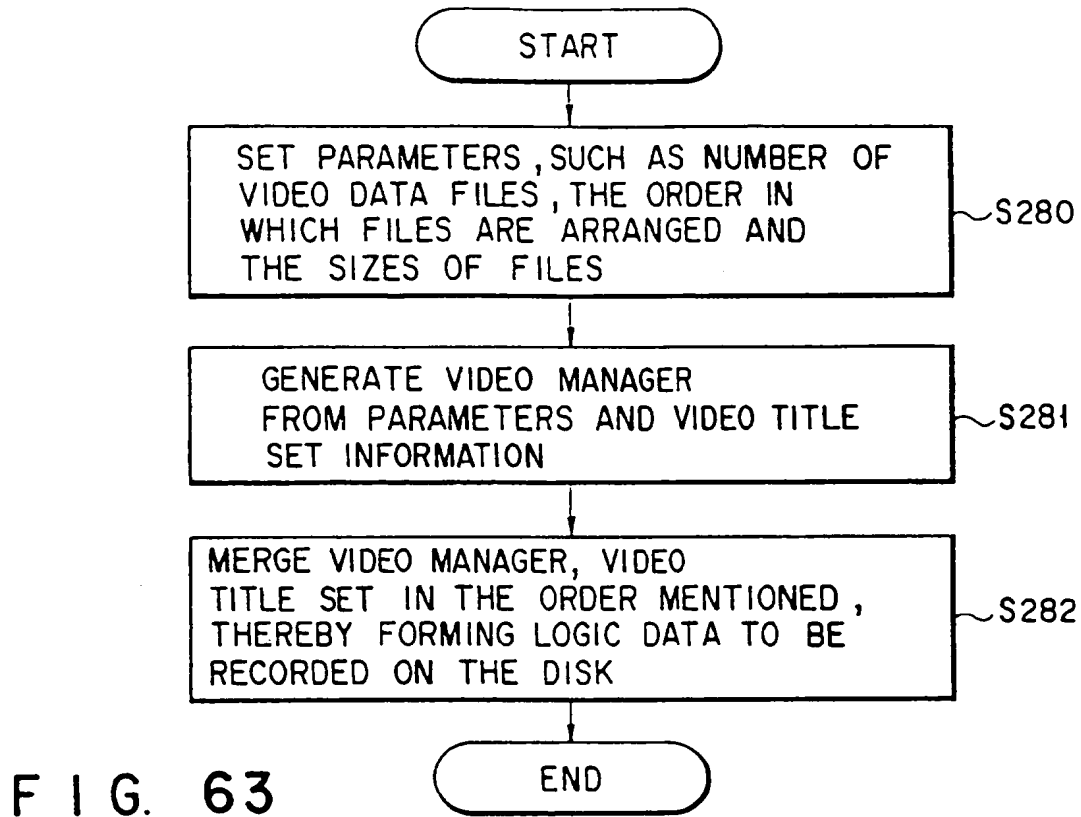 START
SET PARAMETERS, SUCH AS NUMBER OF
VIDEO DATA FILES, THE ORDER IN
WHICH FILES ARE ARRANGED AND
THE SIZES OF FILES
S280
GENERATE VIDEO MANAGER
FROM PARAMETERS AND VIDEO TITLE
SET INFORMATION
S281
MERGE VIDEO MANAGER, VIDEO
TITLE SET IN THE ORDER MENTIONED,
THEREBY FORMING LOGIC DATA TO BE
RECORDED ON THE DISK
S282
END
FIG. 63